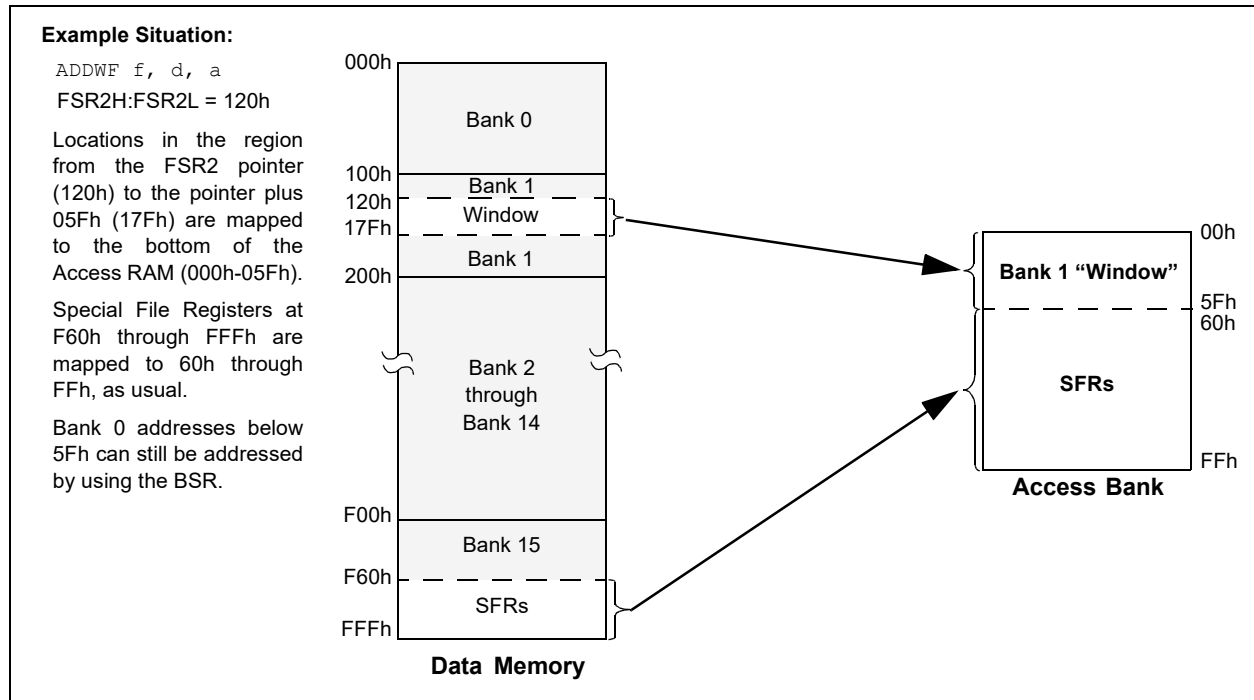 Example Situation:
ADDWF f, d, a
FSR2H:FSR2L = 120h
Locations in the region
from the FSR2 pointer
(120h) to the pointer plus
05Fh (17Fh) are mapped
to the bottom of the
Access RAM (000h-05Fh).
Special File Registers at
F60h through FFFh are
mapped to 60h through
FFh, as usual.
Bank 0 addresses below
5Fh can still be addressed
by using the BSR.
000h
Bank 0
100h
Bank 1
120h
Window
17Fh
Bank 1
200h
Bank 2
through
Bank 14
F00h
Bank 15
F60h
SFRs
FFFh
Data Memory
00h
Bank 1 “Window”
5Fh
60h
SFRs
FFh
Access Bank